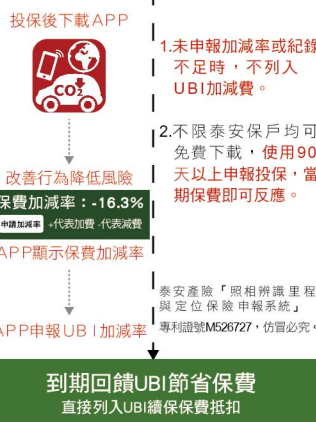 投保後下載APP
CO2
改善行為降低風險
保費加減率：-16.3%
申請加減率 +代表加費 -代表減費
APP顯示保費加減率
APP申報UBI加減率
1.未申報加減率或紀錄
不足時，不列入
UBI加減費。
2.不限泰安保戶均可
免費下載，使用90
天以上申報投保，當
期保費即可反應。
泰安產險「照相辨識里程
與定位保險申報系統」
專利證號M526727，仿冒必究。
到期回饋UBI節省保費
直接列入UBI續保保費抵扣